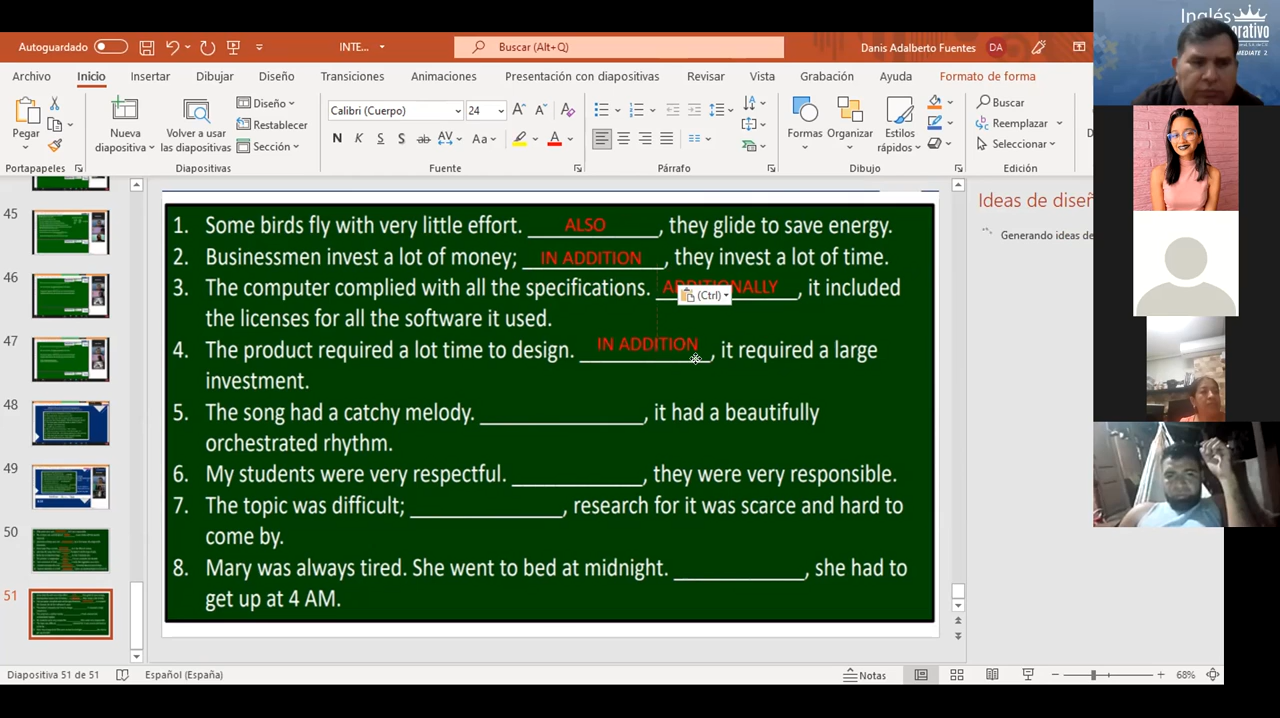 Autoguardado
INTE...
Buscar (Alt+Q)
Danis Adalberto Fuentes
DA
Inglés
MEDIATE 2
Archivo
Inicio
Insertar
Dibujar
Diseño
Transiciones
Animaciones
Presentación con diapositivas
Revisar
Vista
Grabación
Ayuda
Formato de forma
Pegar
Nueva diapositiva
Volver a usar las diapositivas
Diseño
Restablecer
Sección
Calibri (Cuerpo)
24
Formas
Organizar
Estilos rápidos
Buscar
Reemplazar
Seleccionar
Portapapeles
Diapositivas
Fuente
Párrafo
Dibujo
Edición
45
46
47
48
49
50
51
1. Some birds fly with very little effort. ALSO, they glide to save energy.
2. Businessmen invest a lot of money; IN ADDITION, they invest a lot of time.
3. The computer complied with all the specifications. ADDITIONALLY, it included
the licenses for all the software it used.
(Ctrl)
4. The product required a lot time to design. IN ADDITION, it required a large
investment.
5. The song had a catchy melody. ______________, it had a beautifully
orchestrated rhythm.
6. My students were very respectful. ___________, they were very responsible.
7. The topic was difficult; _____________, research for it was scarce and hard to
come by.
8. Mary was always tired. She went to bed at midnight. ___________, she had to
get up at 4 AM.
Ideas de diseñ
Generando ideas de
Diapositiva 51 de 51
Español (España)
Notas
68%